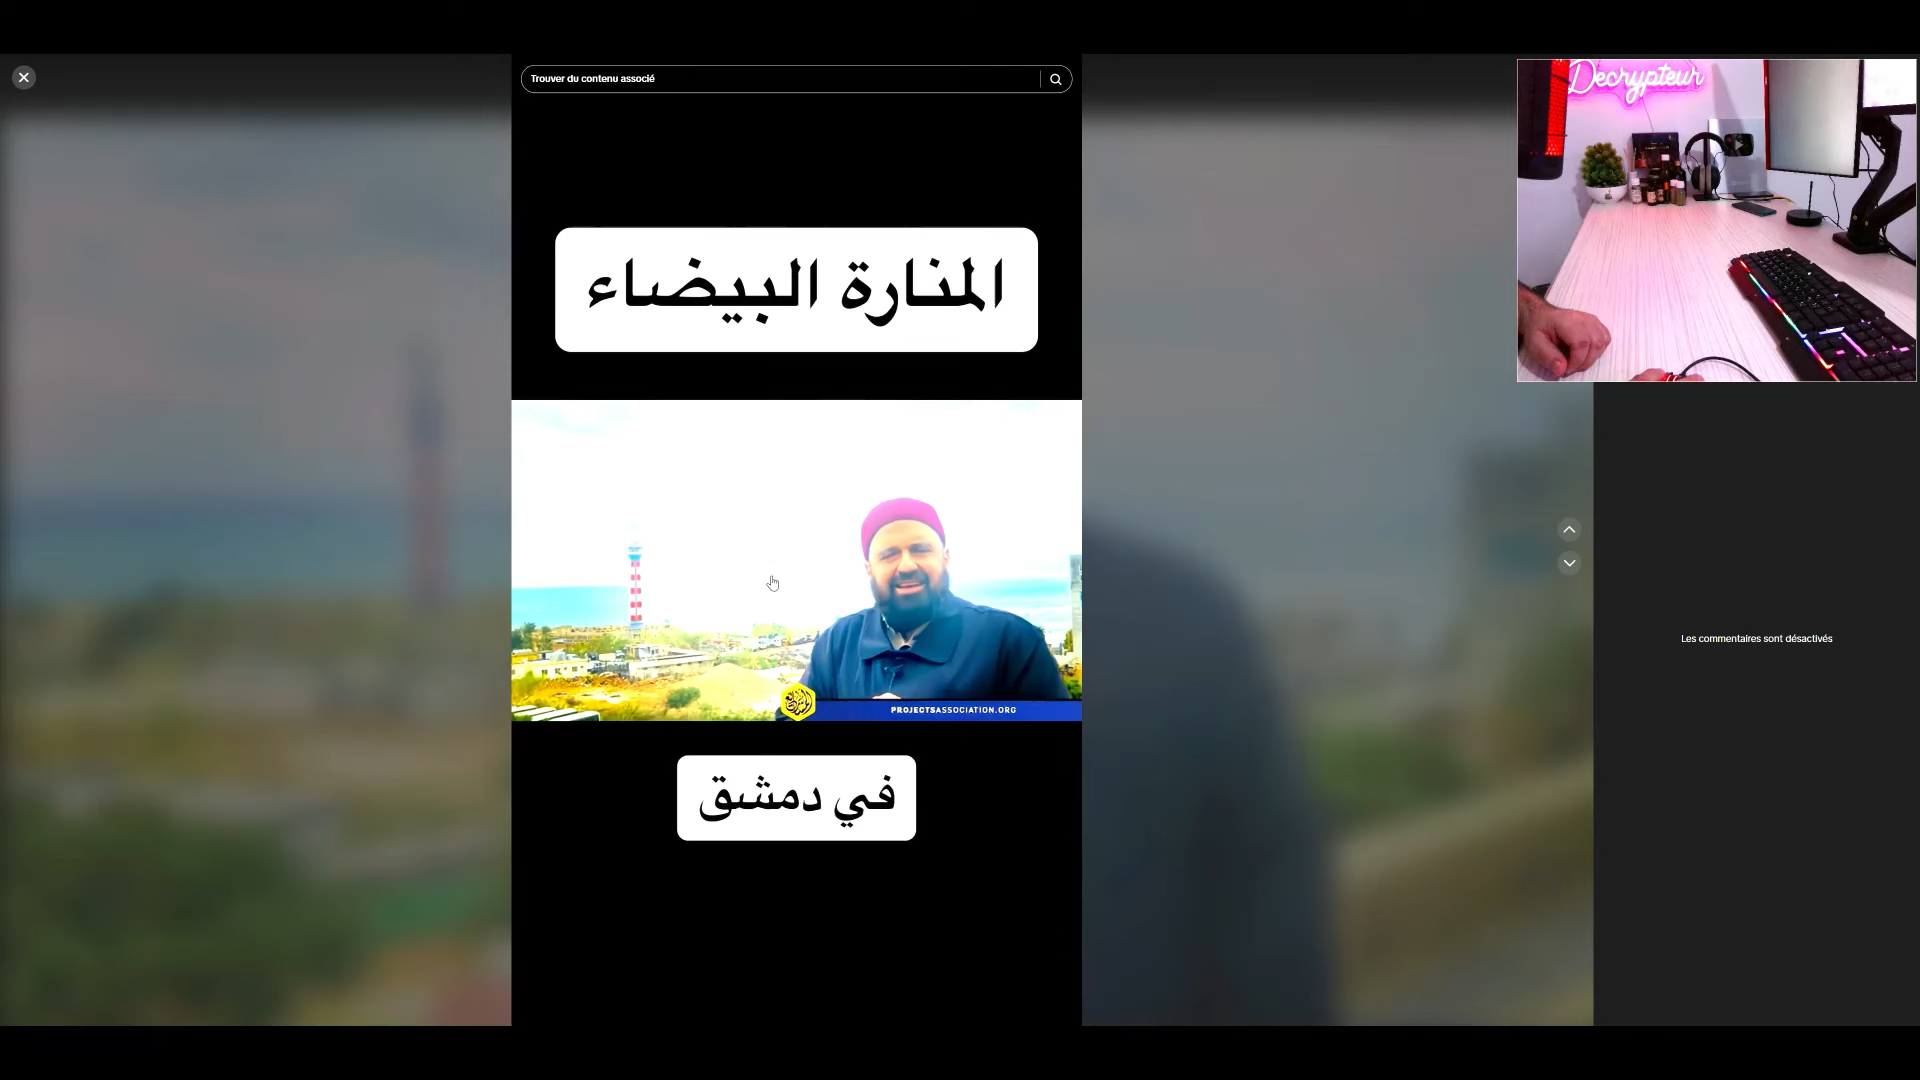 Trouver du contenu associé
Decrypteur
المنارة البيضاء
PROJECTSASSOCIATION.ORG
في دمشق
Les commentaires sont désactivés